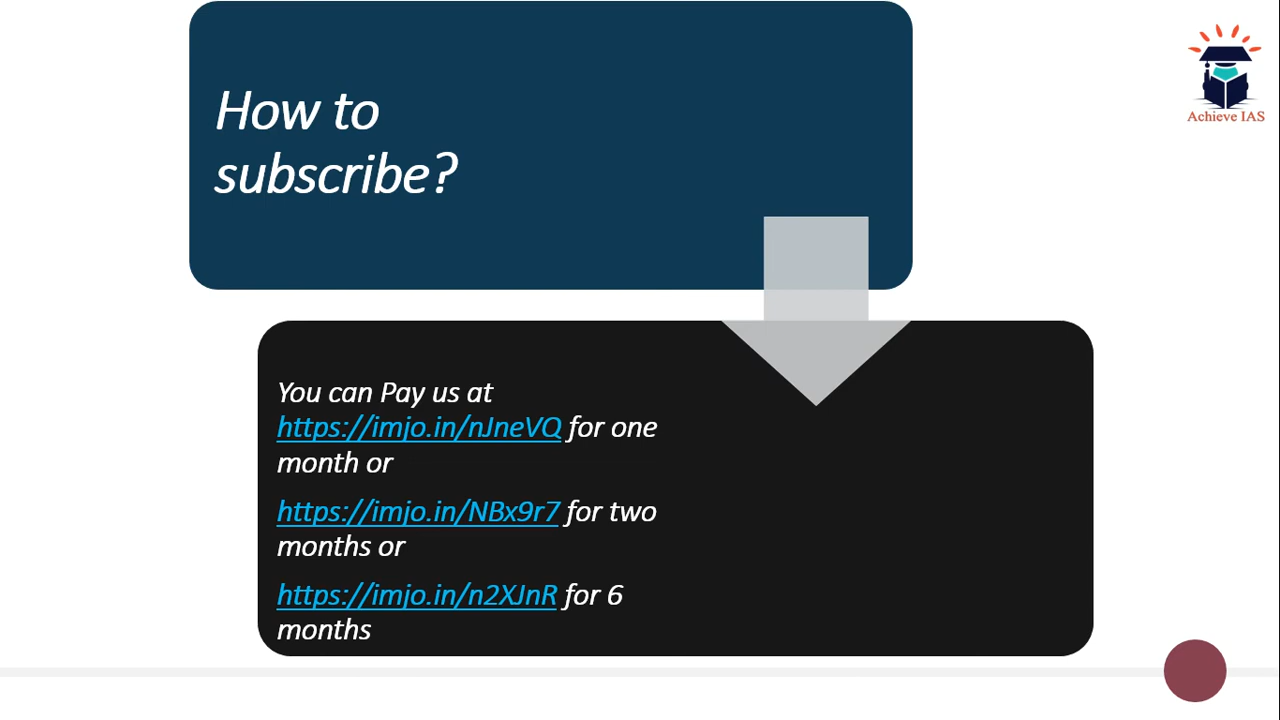 How to
subscribe?
Achieve IAS
You can Pay us at
https://imjo.in/nJneVQ for one
month or
https://imjo.in/NBx9r7 for two
months or
https://imjo.in/n2XJnR for 6
months